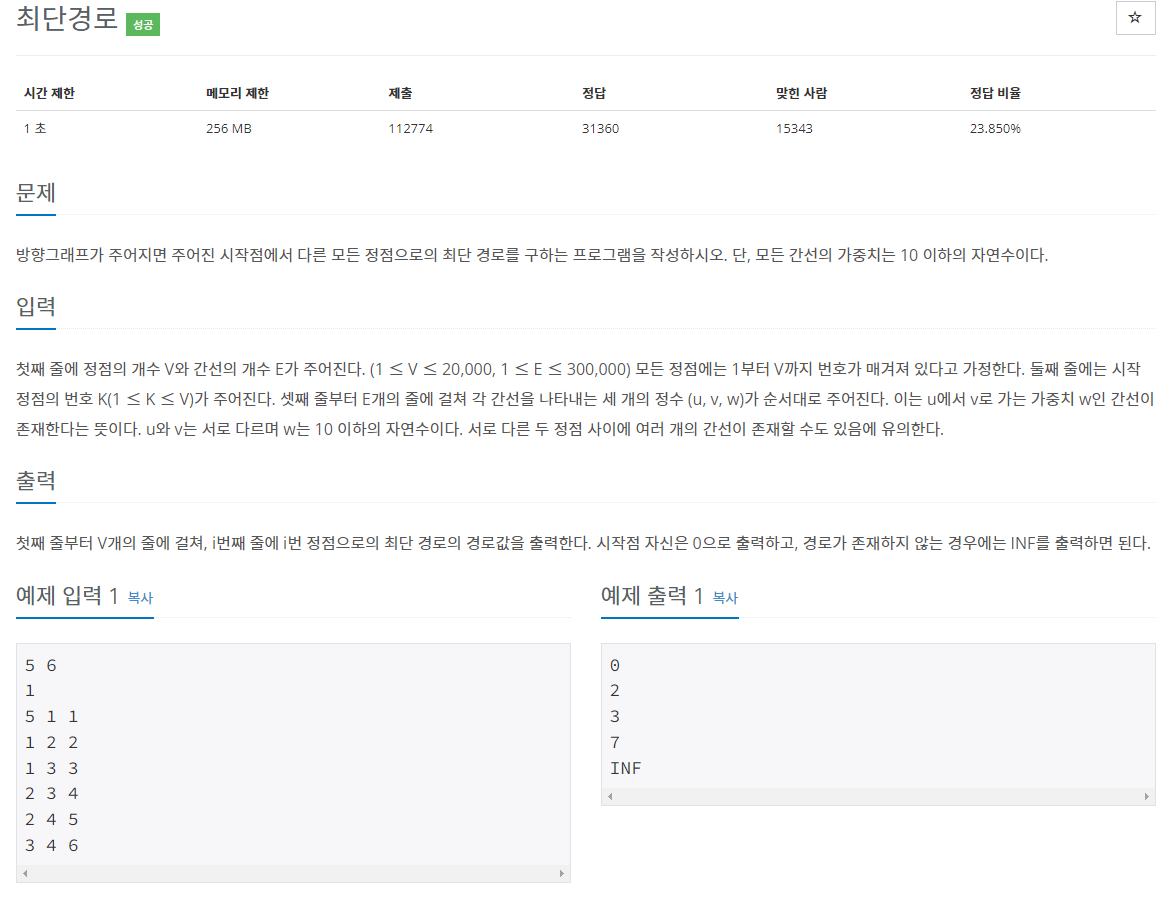 최단경로 성공
☆
시간 제한 메모리 제한 제출 정답 맞힌 사람 정답 비율
1 초 256 MB 112774 31360 15343 23.850%
문제
방향그래프가 주어지면 주어진 시작점에서 다른 모든 정점으로의 최단 경로를 구하는 프로그램을 작성하시오. 단, 모든 간선의 가중치는 10 이하의 자연수이다.
입력
첫째 줄에 정점의 개수 V와 간선의 개수 E가 주어진다. (1 ≤ V ≤ 20,000, 1 ≤ E ≤ 300,000) 모든 정점에는 1부터 V까지 번호가 매겨져 있다고 가정한다. 둘째 줄에는 시작
정점의 번호 K(1 ≤ K ≤ V)가 주어진다. 셋째 줄부터 E개의 줄에 걸쳐 각 간선을 나타내는 세 개의 정수 (u, v, w)가 순서대로 주어진다. 이는 u에서 v로 가는 가중치 w인 간선이
존재한다는 뜻이다. u와 v는 서로 다르며 w는 10 이하의 자연수이다. 서로 다른 두 정점 사이에 여러 개의 간선이 존재할 수도 있음에 유의한다.
출력
첫째 줄부터 V개의 줄에 걸쳐, i번째 줄에 i번 정점으로의 최단 경로의 경로값을 출력한다. 시작점 자신은 0으로 출력하고, 경로가 존재하지 않는 경우에는 INF를 출력하면 된다.
예제 입력 1 복사
5 6
1
5 1 1
1 2 2
1 3 3
2 3 4
2 4 5
3 4 6
예제 출력 1 복사
0
2
3
7
INF